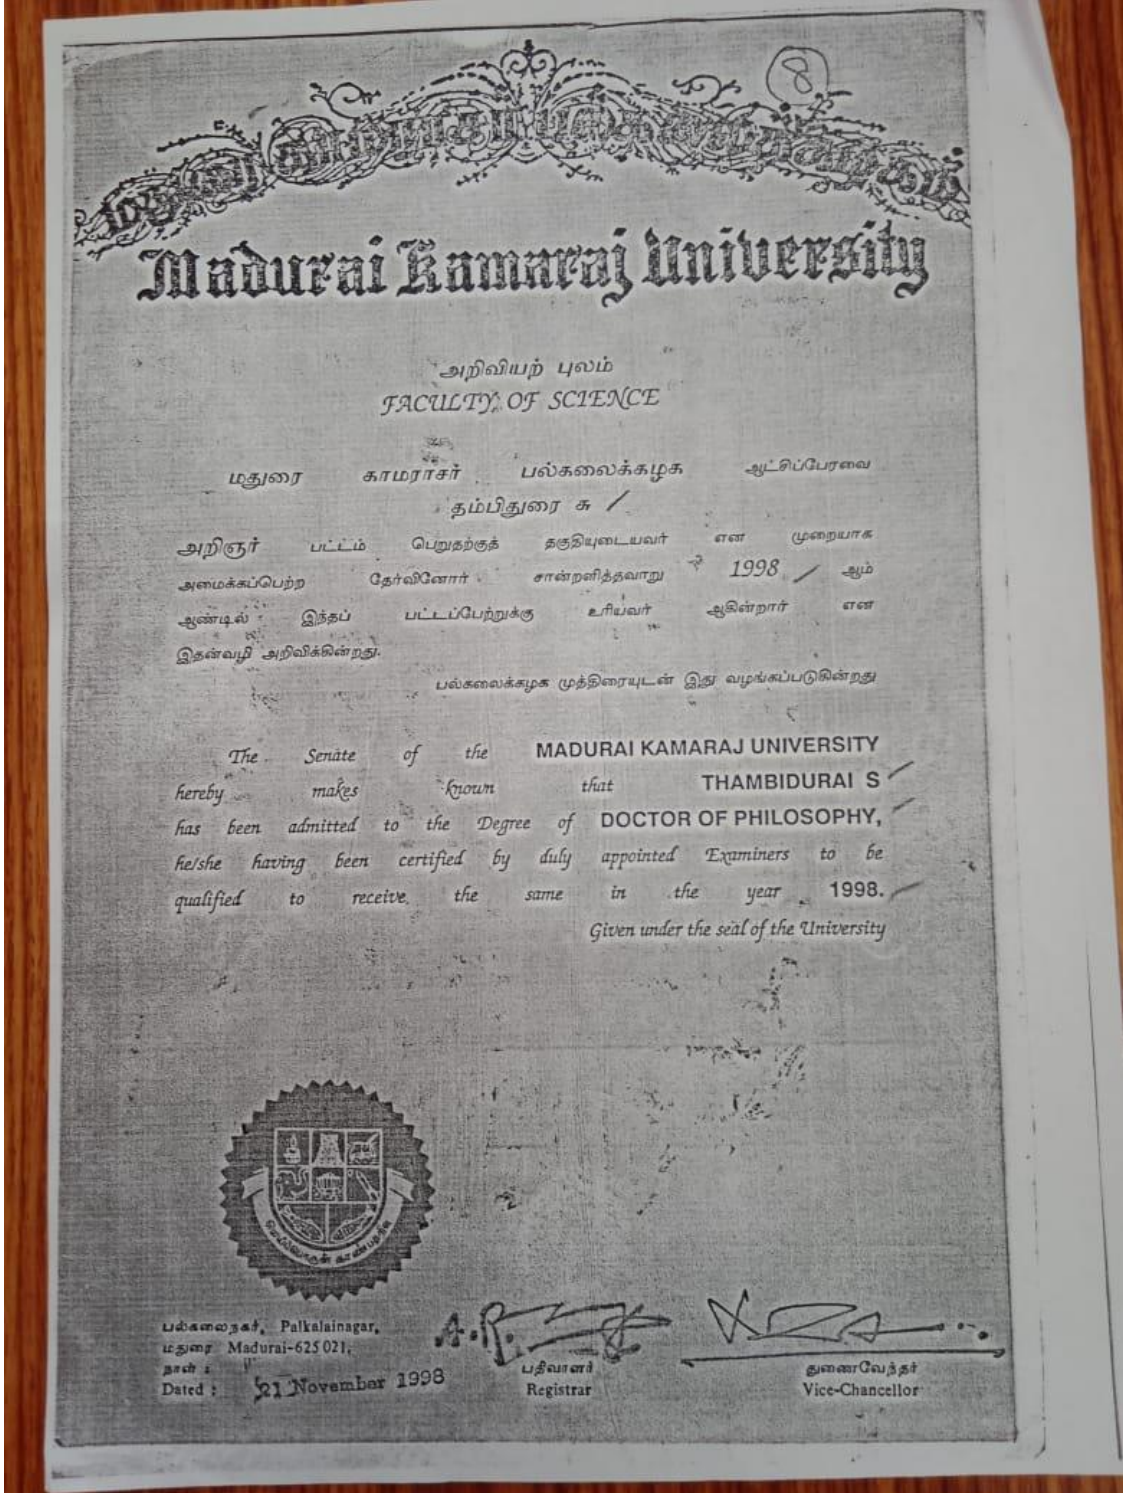 8
மதுரை காமராசர் பல்கலைக்கழகம்
Madurai Kamaraj University
அறிவியற் புலம்
FACULTY OF SCIENCE
மதுரை காமராசர் பல்கலைக்கழக ஆட்சிப்பேரவை
தம்பிதுரை சு
அறிஞர் பட்டம் பெறுதற்குத் தகுதியுடையவர் என முறையாக
அமைக்கப்பெற்ற தேர்வினோர் சான்றளித்தவாறு 1998 ஆம்
ஆண்டில் இந்தப் பட்டப்பேற்றுக்கு உரியவர் ஆகின்றார் என
இதன்வழி அறிவிக்கின்றது.
பல்கலைக்கழக முத்திரையுடன் இது வழங்கப்படுகின்றது
The Senate of the MADURAI KAMARAJ UNIVERSITY
hereby makes known that THAMBIDURAI S
has been admitted to the Degree of DOCTOR OF PHILOSOPHY,
he/she having been certified by duly appointed Examiners to be
qualified to receive the same in the year 1998.
Given under the seal of the University
பல்கலைநகர், Palkalainagar,
மதுரை Madurai-625 021,
நாள் :
Dated : 21 November 1998
பதிவாளர்
Registrar
துணைவேந்தர்
Vice-Chancellor